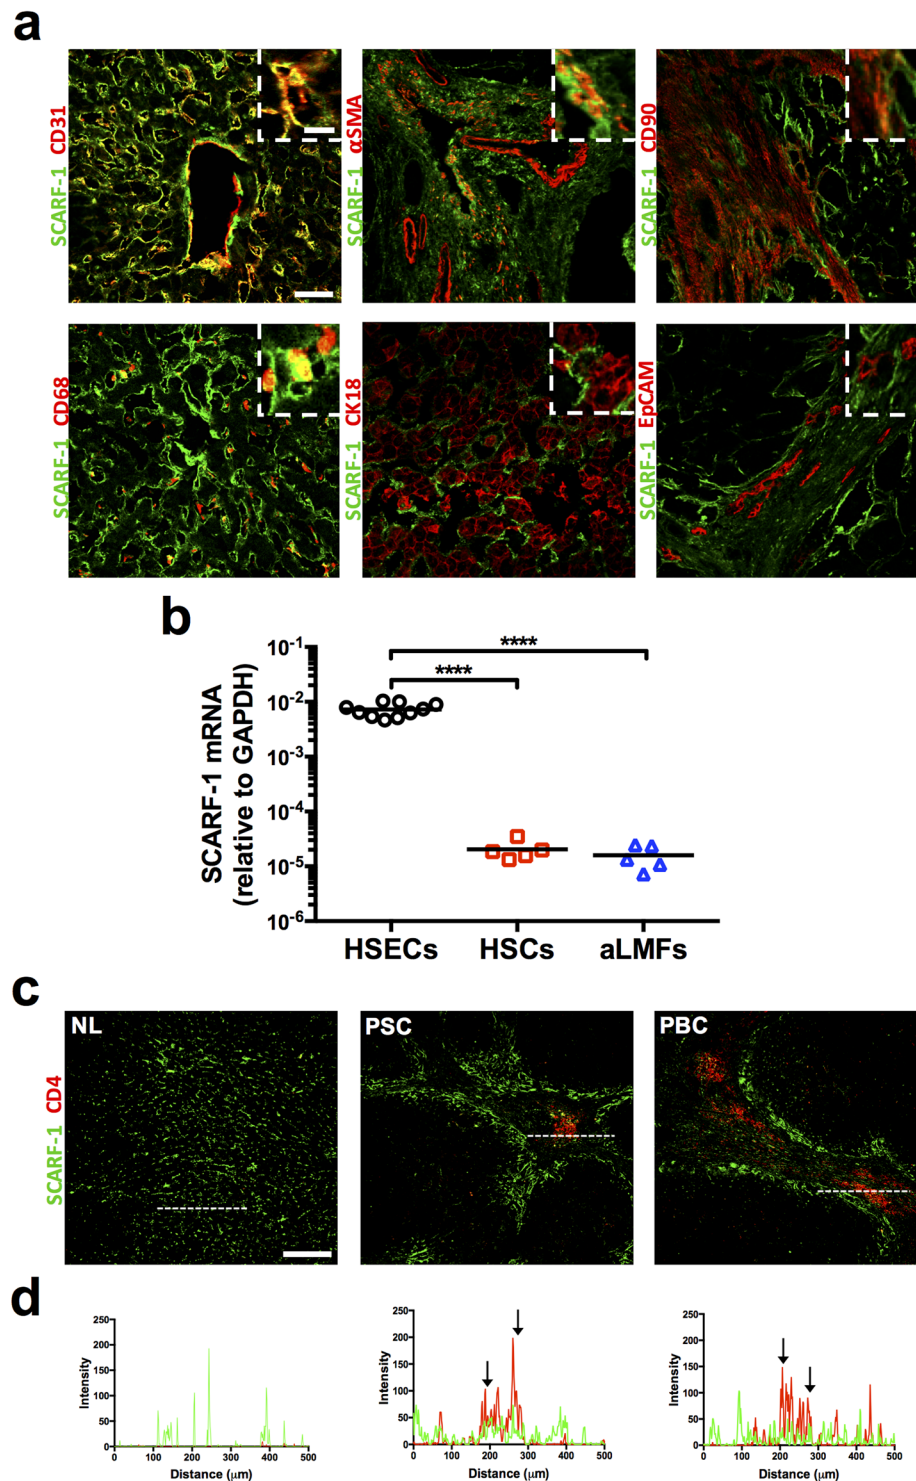 a
SCARF-1 CD31
SCARF-1 αSMA
SCARF-1 CD90
SCARF-1 CD68
SCARF-1 CK18
SCARF-1 EpCAM
b
SCARF-1 mRNA
(relative to GAPDH)
10-1
10-2
10-3
10-4
10-5
10-6
****
****
HSECs HSCs aLMFs
c
SCARF-1 CD4
NL
PSC
PBC
d
Intensity
250
200
150
100
50
0
0 100 200 300 400 500
Distance (μm)
Intensity
250
200
150
100
50
0
0 100 200 300 400 500
Distance (μm)
Intensity
250
200
150
100
50
0
0 100 200 300 400 500
Distance (μm)